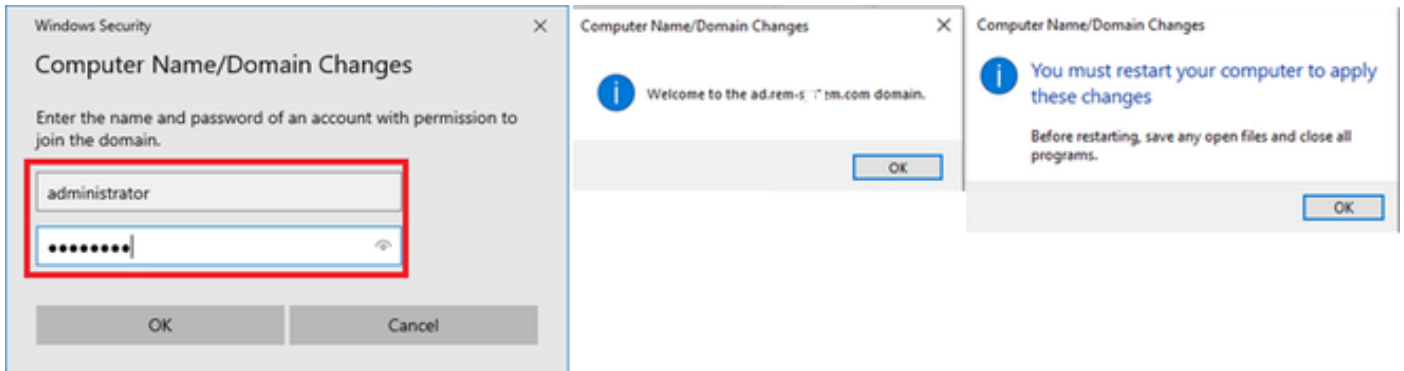 Windows Security
Computer Name/Domain Changes
Enter the name and password of an account with permission to
join the domain.
administrator
OK
Cancel
Computer Name/Domain Changes
Welcome to the domain.
OK
Computer Name/Domain Changes
You must restart your computer to apply
these changes
Before restarting, save any open files and close all
programs.
OK